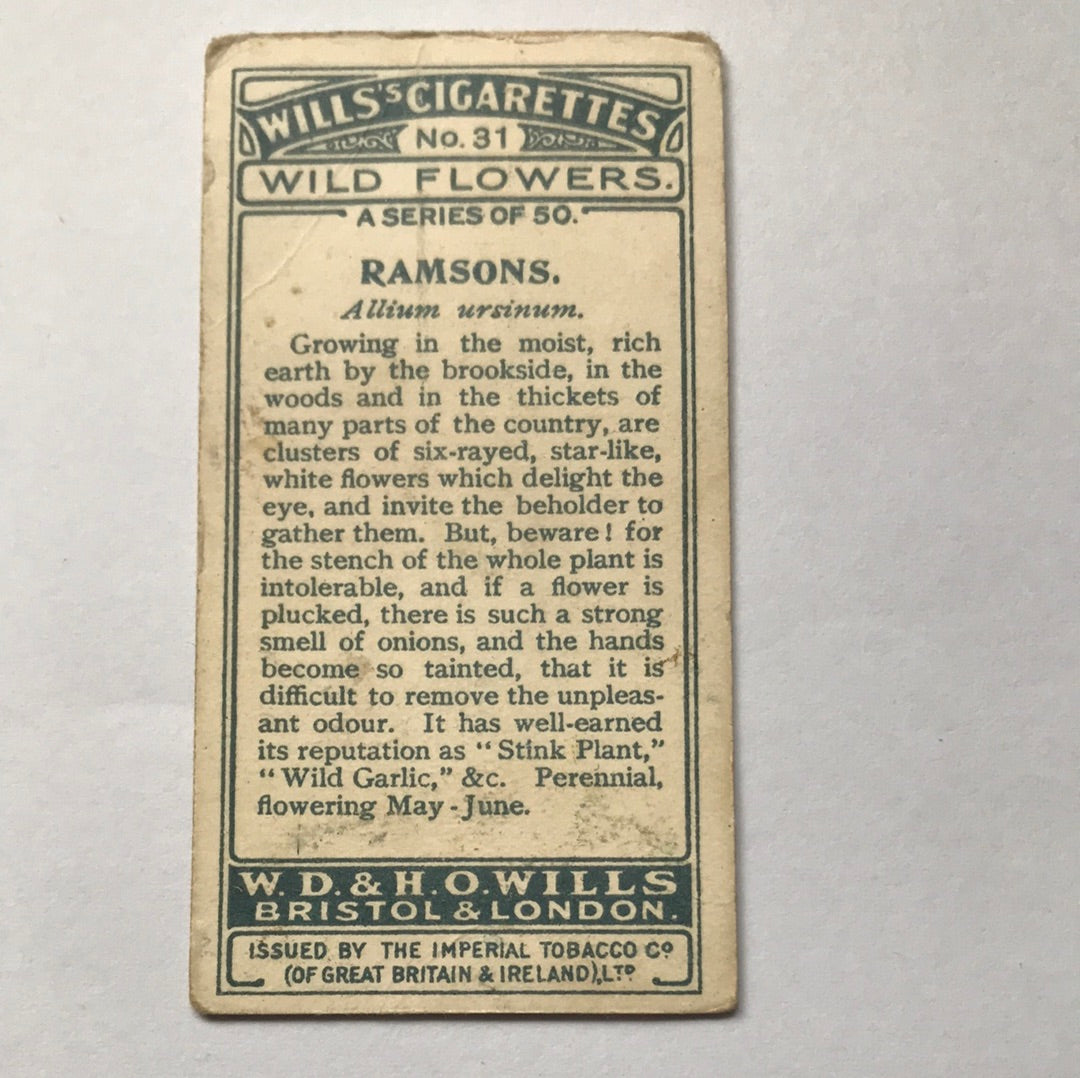 WILLS'S CIGARETTES
No. 31
WILD FLOWERS.
A SERIES OF 50.
RAMSONS.
Allium ursinum.
Growing in the moist, rich
earth by the brookside, in the
woods and in the thickets of
many parts of the country, are
clusters of six-rayed, star-like,
white flowers which delight the
eye, and invite the beholder to
gather them. But, beware! for
the stench of the whole plant is
intolerable, and if a flower is
plucked, there is such a strong
smell of onions, and the hands
become so tainted, that it is
difficult to remove the unpleas-
ant odour. It has well-earned
its reputation as "Stink Plant,"
"Wild Garlic," &c. Perennial,
flowering May-June.
W. D. & H. O. WILLS
BRISTOL & LONDON.
ISSUED BY THE IMPERIAL TOBACCO Co.
(OF GREAT BRITAIN & IRELAND), LTD.